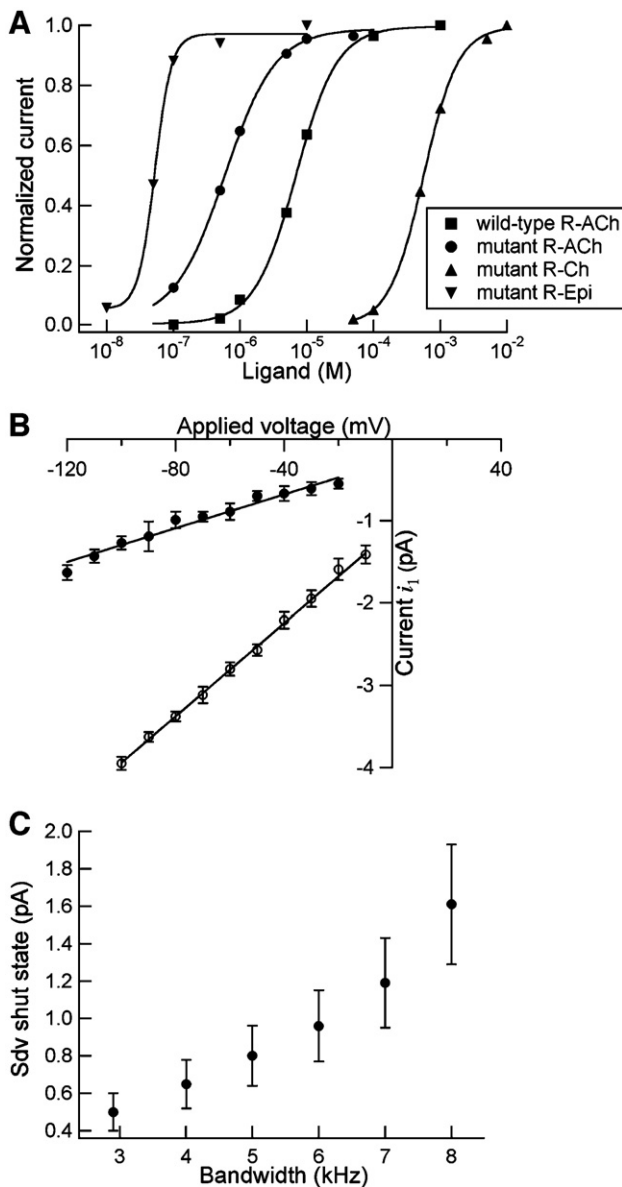 A
Normalized current
1.0
0.8
0.6
0.4
0.2
0.0
wild-type R-ACh
mutant R-ACh
mutant R-Ch
mutant R-Epi
10⁻⁸ 10⁻⁷ 10⁻⁶ 10⁻⁵ 10⁻⁴ 10⁻³ 10⁻²
Ligand (M)
B
Applied voltage (mV)
-120 -80 -40 40
-1
-2
-3
-4
Current i₁ (pA)
C
Sdv shut state (pA)
2.0
1.8
1.6
1.4
1.2
1.0
0.8
0.6
0.4
3 4 5 6 7 8
Bandwidth (kHz)